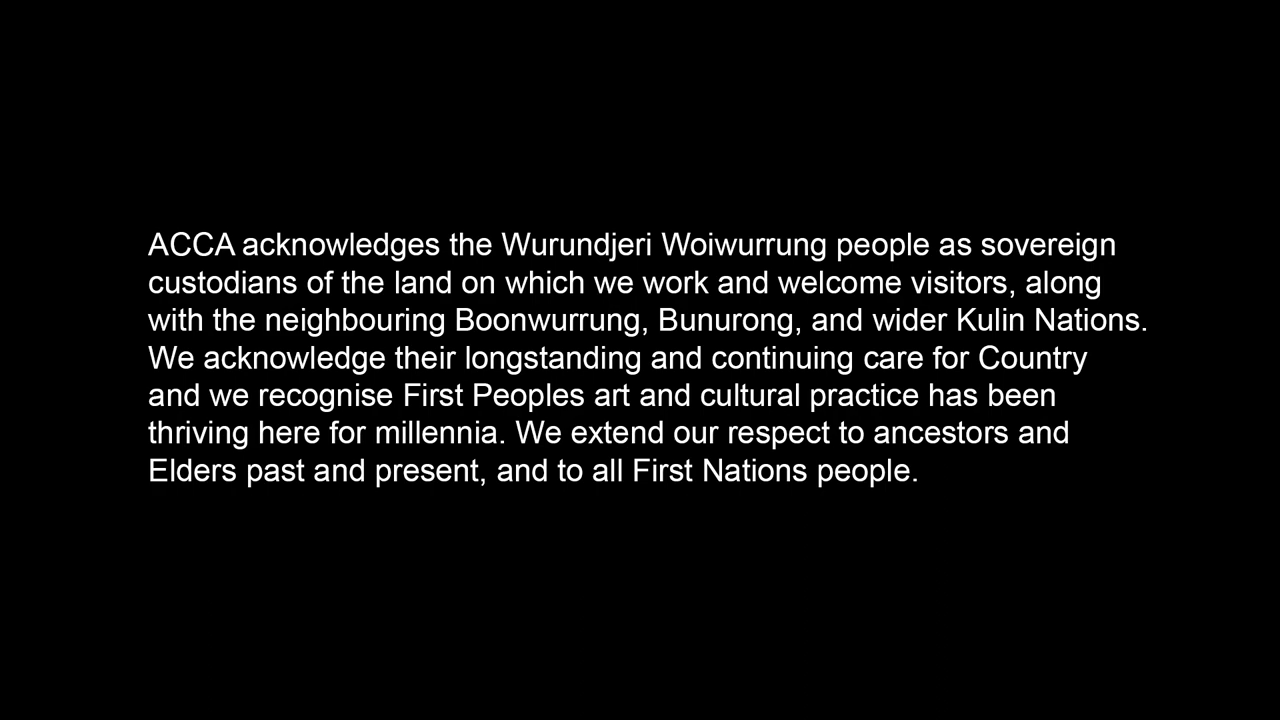 ACCA acknowledges the Wurundjeri Woiwurrung people as sovereign
custodians of the land on which we work and welcome visitors, along
with the neighbouring Boonwurrung, Bunurong, and wider Kulin Nations.
We acknowledge their longstanding and continuing care for Country
and we recognise First Peoples art and cultural practice has been
thriving here for millennia. We extend our respect to ancestors and
Elders past and present, and to all First Nations people.